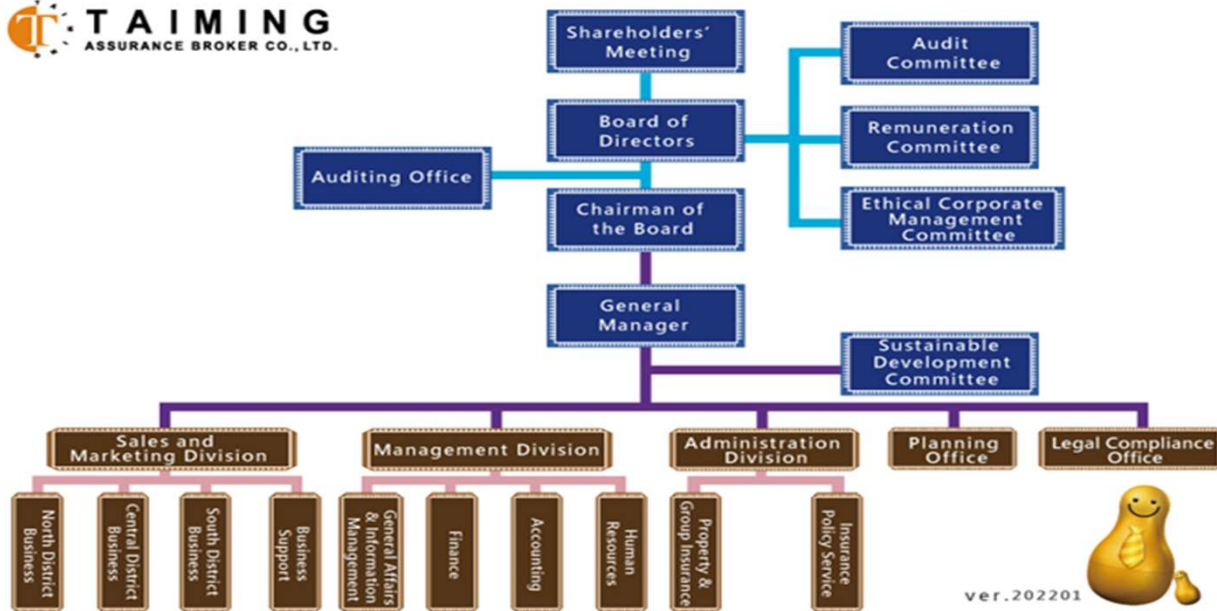 TAIMING
ASSURANCE BROKER CO., LTD.
Shareholders'
Meeting
Audit
Committee
Board of
Directors
Remuneration
Committee
Auditing Office
Chairman of
the Board
Ethical Corporate
Management
Committee
General
Manager
Sustainable
Development
Committee
Sales and
Marketing Division
Management Division
Administration
Division
Planning
Office
Legal Compliance
Office
North District
Business
Central District
Business
South District
Business
Business
Support
General Affairs
& Information
Management
Finance
Accounting
Human
Resources
Property &
Group Insurance
Insurance
Policy Service
ver.202201